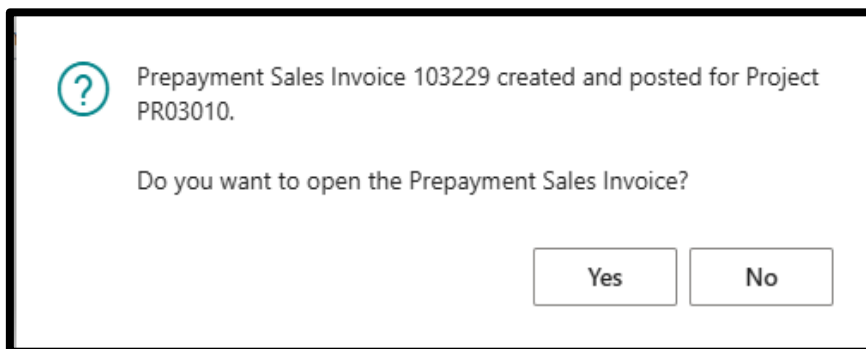 Prepayment Sales Invoice 103229 created and posted for Project
PR03010.
Do you want to open the Prepayment Sales Invoice?
Yes
No